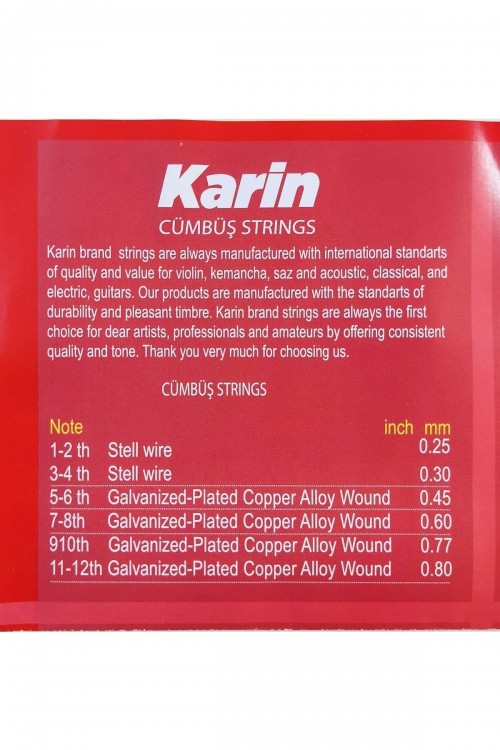 Karin
CÜMBÜŞ STRINGS
Karin brand strings are always manufactured with international standarts
of quality and value for violin, kemancha, saz and acoustic, classical, and
electric, guitars. Our products are manufactured with the standarts of
durability and pleasant timbre. Karin brand strings are always the first
choice for dear artists, professionals and amateurs by offering consistent
quality and tone. Thank you very much for choosing us.
CÜMBÜŞ STRINGS
Note inch mm
1-2 th Stell wire 0.25
3-4 th Stell wire 0.30
5-6 th Galvanized-Plated Copper Alloy Wound 0.45
7-8th Galvanized-Plated Copper Alloy Wound 0.60
910th Galvanized-Plated Copper Alloy Wound 0.77
11-12th Galvanized-Plated Copper Alloy Wound 0.80